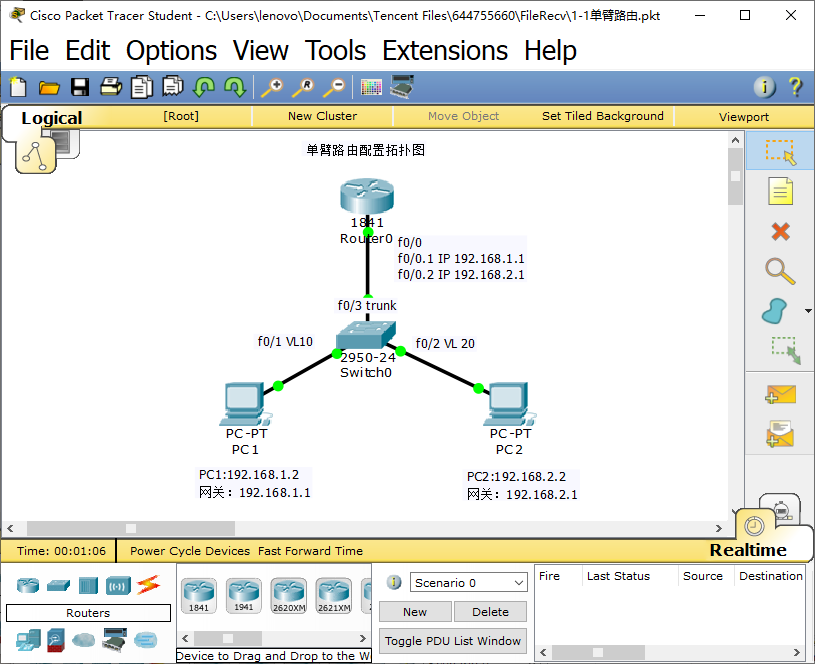 Cisco Packet Tracer Student - C:\Users\lenovo\Documents\Tencent Files\644755660\FileRecv\1-1单臂路由.pkt
File Edit Options View Tools Extensions Help
Logical [Root] New Cluster Move Object Set Tiled Background Viewport
单臂路由配置拓扑图
1841
Router0
f0/0
f0/0.1 IP 192.168.1.1
f0/0.2 IP 192.168.2.1
f0/3 trunk
f0/1 VL10
f0/2 VL 20
2950-24
Switch0
PC-PT
PC1
PC-PT
PC2
PC1:192.168.1.2
网关：192.168.1.1
PC2:192.168.2.2
网关：192.168.2.1
Time: 00:01:06 Power Cycle Devices Fast Forward Time Realtime
Routers
1841 1941 2620XM 2621XM
Device to Drag and Drop to the W
Scenario 0
New Delete
Toggle PDU List Window
Fire Last Status Source Destination